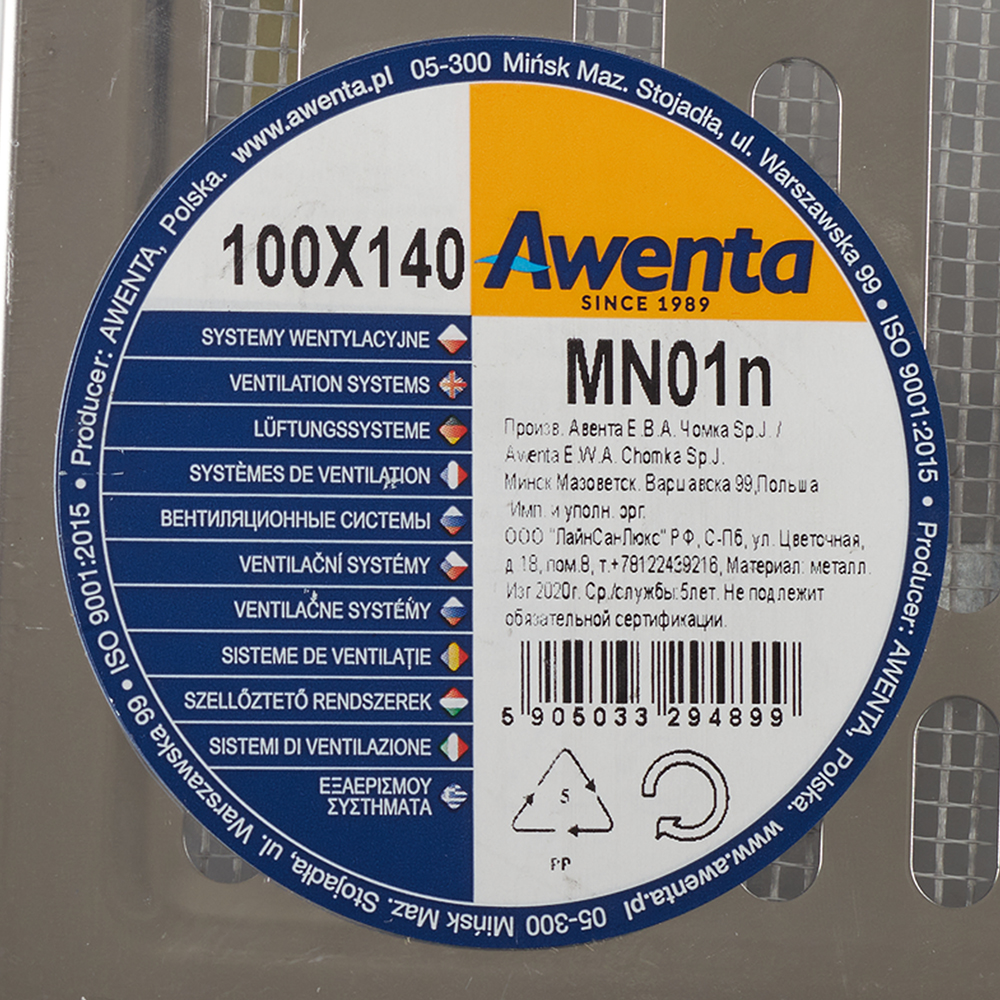 www.awenta.pl 05-300 Mińsk Maz. Stojadła, ul. Warszawska 99 • ISO 9001:2015 • Producer: AWENTA, Polska.
www.awenta.pl 05-300 Mińsk Maz. Stojadła, ul. Warszawska 99 • ISO 9001:2015 • Producer: AWENTA, Polska.
100X140
Awenta
SINCE 1989
SYSTEMY WENTYLACYJNE
VENTILATION SYSTEMS
LÜFTUNGSSYSTEME
SYSTÈMES DE VENTILATION
ВЕНТИЛЯЦИОННЫЕ СИСТЕМЫ
VENTILAČNÍ SYSTÉMY
VENTILAČNE SYSTÉMY
SISTEME DE VENTILAȚIE
SZELLŐZTETŐ RENDSZEREK
SISTEMI DI VENTILAZIONE
ΕΞΑΕΡΙΣΜΟΥ
ΣΥΣΤΗΜΑΤΑ
MN01n
Произв. Авента Е.В.А. Чомка Sp.J. /
Awenta E.W.A. Chomka Sp.J.
Минск Мазоветск. Варшавска 99,Польша
Имп. и уполн. орг.
ООО "ЛайнСанЛюкс" РФ, С-Пб, ул. Цветочная,
д.18, пом.8, т.+78122439216, Материал: металл.
Изг 2020г. Ср./службы:5лет. Не подлежит
обязательной сертификации.
5 905033 294899
5
PP